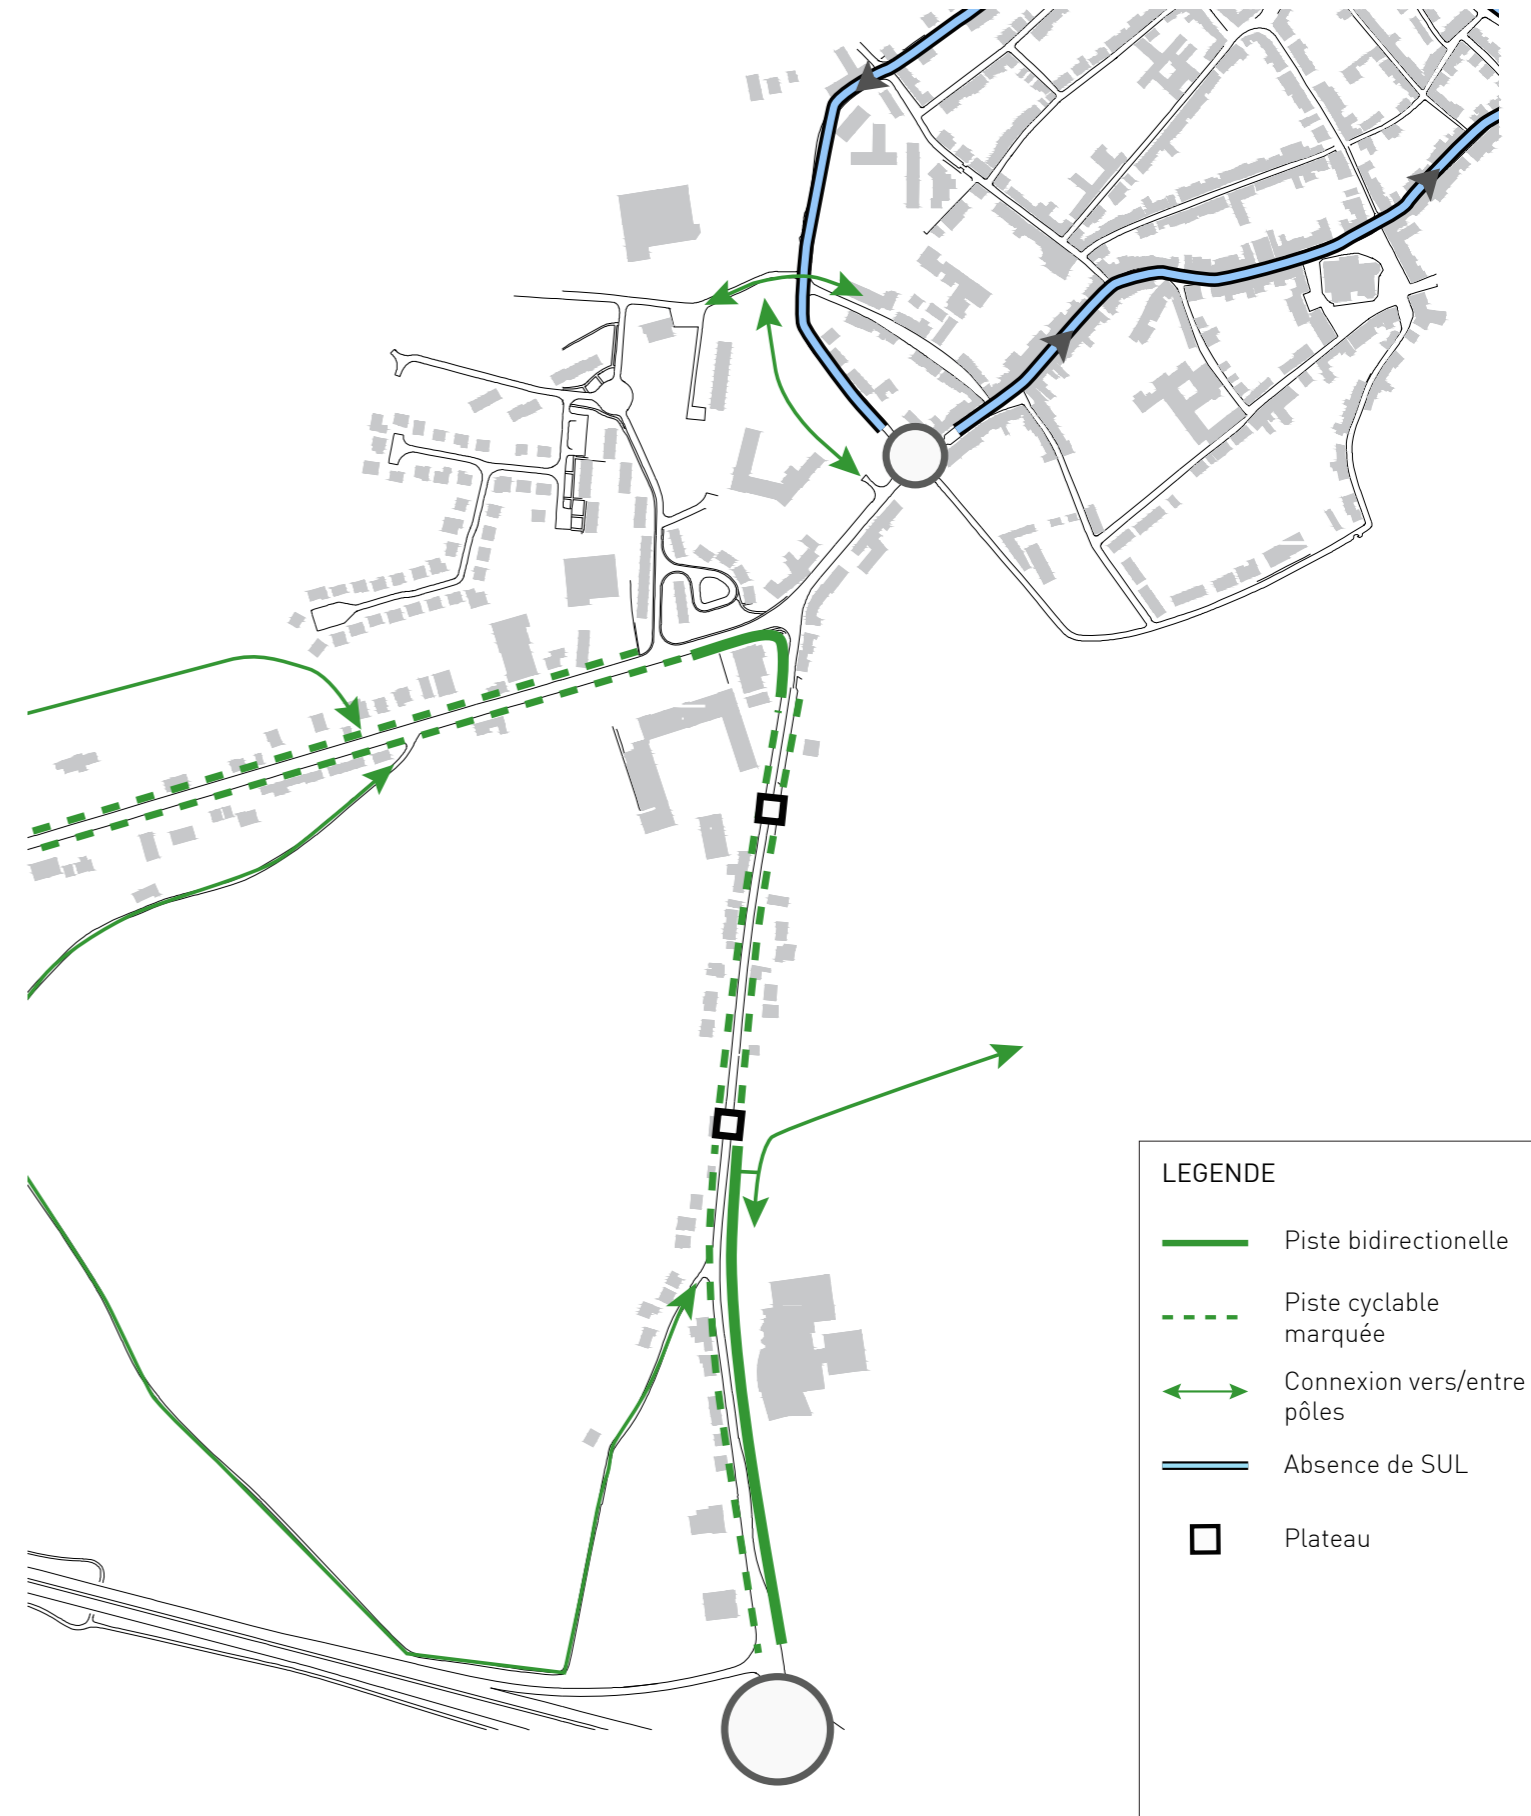 LEGENDE
Piste bidirectionelle
Piste cyclable
marquée
Connexion vers/entre
pôles
Absence de SUL
Plateau